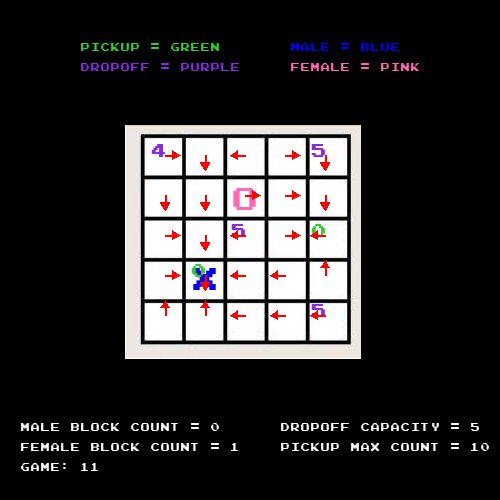 PICKUP = GREEN MALE = BLUE
DROPOFF = PURPLE FEMALE = PINK
4 5
5 0
0
5
MALE BLOCK COUNT = 0 DROPOFF CAPACITY = 5
FEMALE BLOCK COUNT = 1 PICKUP MAX COUNT = 10
GAME: 11